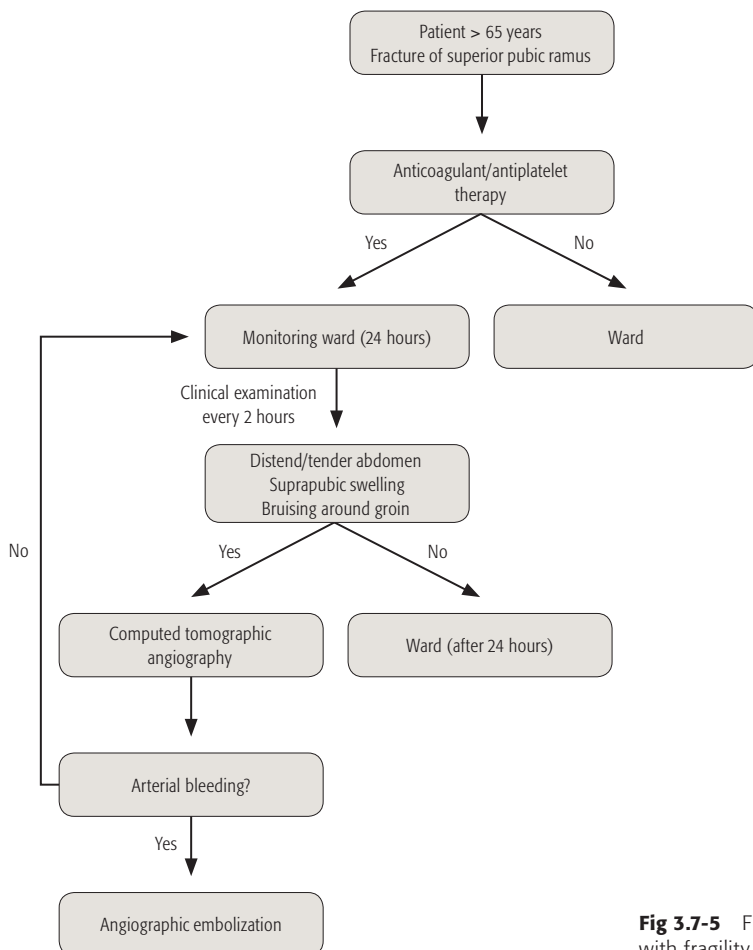 Patient > 65 years
Fracture of superior pubic ramus
Anticoagulant/antiplatelet
therapy
Yes
No
Monitoring ward (24 hours)
Ward
Clinical examination
every 2 hours
Distend/tender abdomen
Suprapubic swelling
Bruising around groin
No
Yes
No
Computed tomographic
angiography
Ward (after 24 hours)
Arterial bleeding?
Yes
Angiographic embolization
Fig 3.7-5 F
with fragility